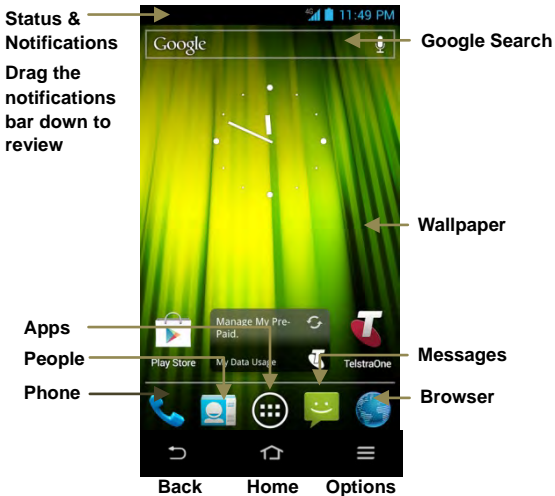 Status &
Notifications
Drag the
notifications
bar down to
review
4G 11:49 PM
Google
Google Search
Wallpaper
Manage My Pre-
Paid.
My Data Usage
Play Store
T
TelstraOne
Apps
People
Phone
Messages
Browser
Back Home Options